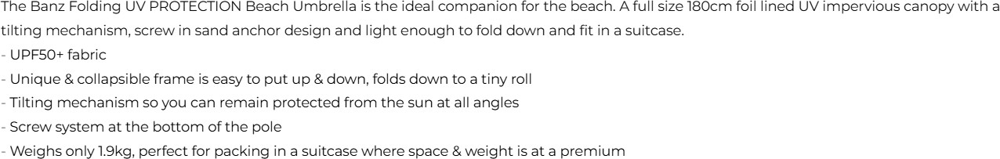 The Banz Folding UV PROTECTION Beach Umbrella is the ideal companion for the beach. A full size 180cm foil lined UV impervious canopy with a
tilting mechanism, screw in sand anchor design and light enough to fold down and fit in a suitcase.
- UPF50+ fabric
- Unique & collapsible frame is easy to put up & down, folds down to a tiny roll
- Tilting mechanism so you can remain protected from the sun at all angles
- Screw system at the bottom of the pole
- Weighs only 1.9kg, perfect for packing in a suitcase where space & weight is at a premium